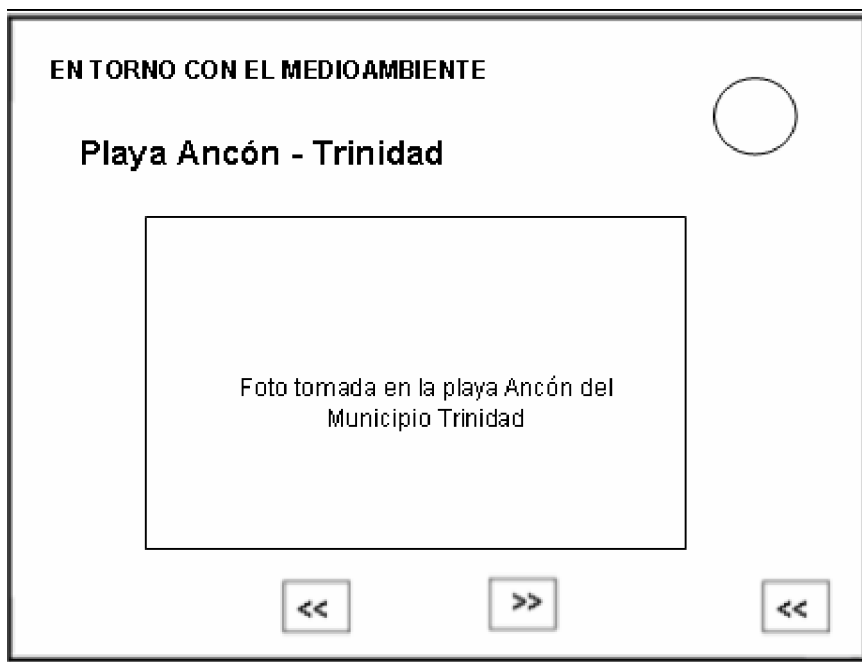 EN TORNO CON EL MEDIOAMBIENTE
Playa Ancón - Trinidad
Foto tomada en la playa Ancón del
Municipio Trinidad
<< >> <<